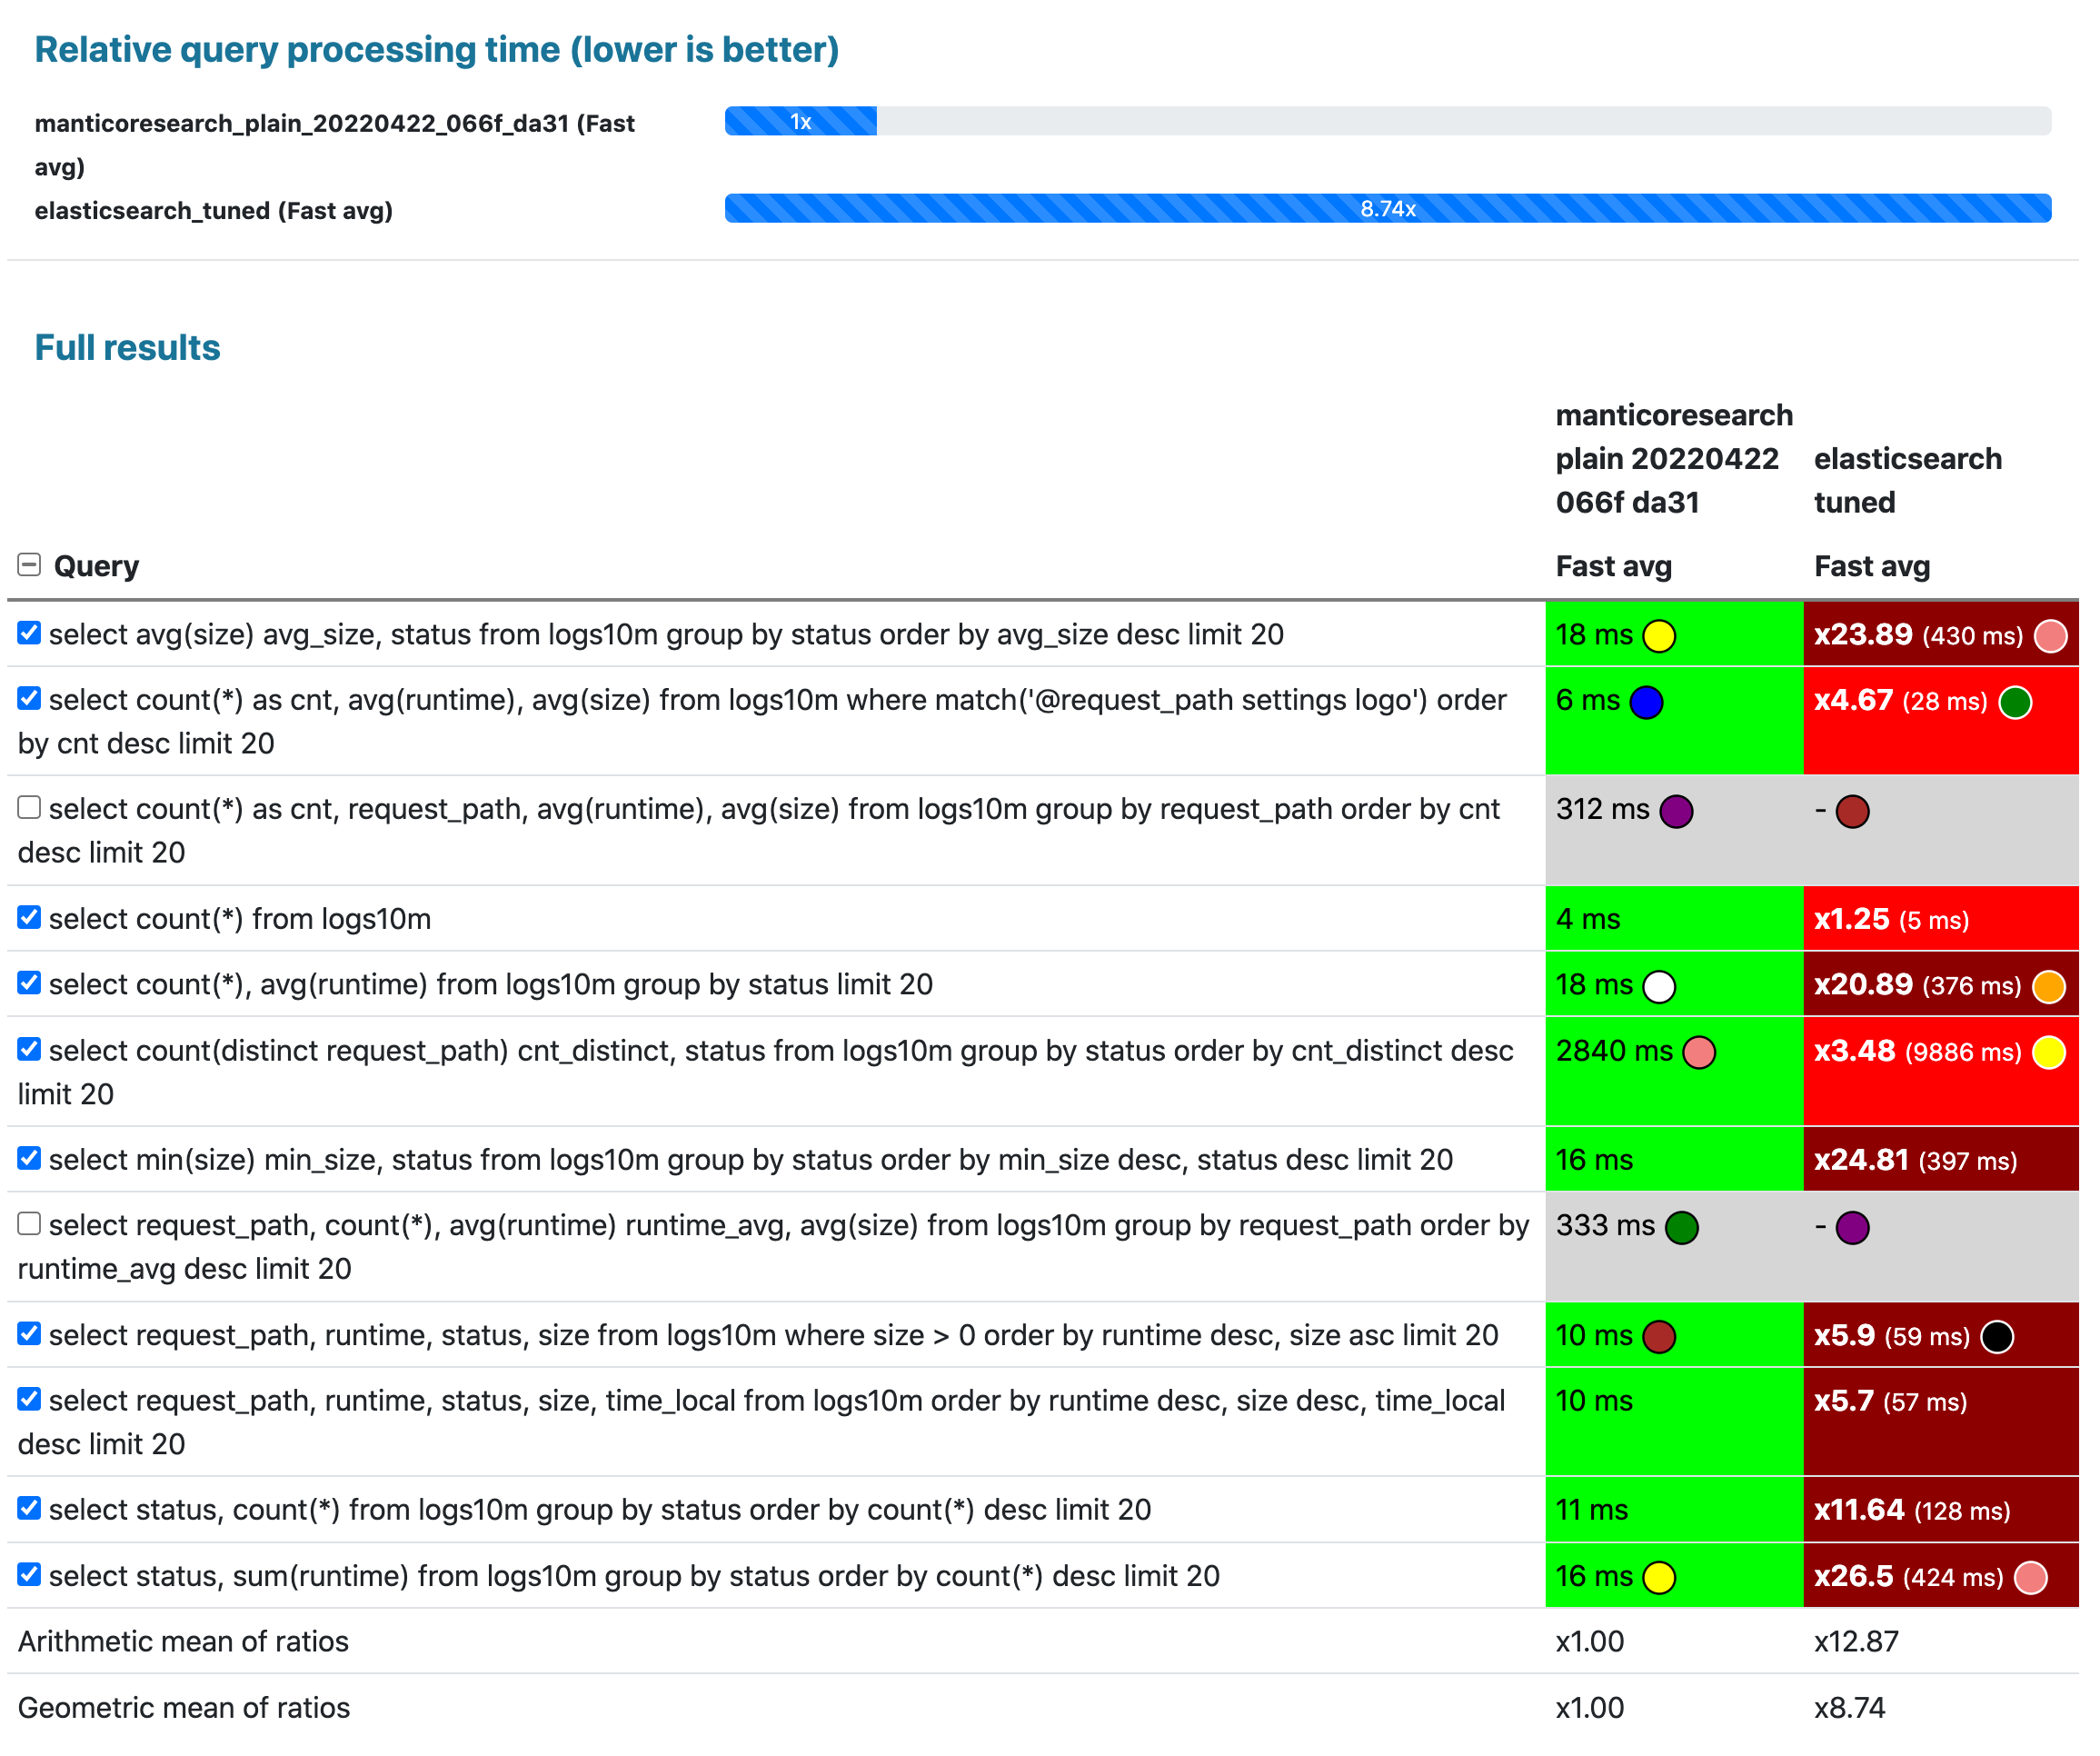 Relative query processing time (lower is better)
manticoresearch_plain_20220422_066f_da31 (Fast
avg)
1x
elasticsearch_tuned (Fast avg)
8.74x
Full results
manticoresearch
plain 20220422
066f da31
elasticsearch
tuned
Query
Fast avg
Fast avg
select avg(size) avg_size, status from logs10m group by status order by avg_size desc limit 20
18 ms
x23.89 (430 ms)
select count(*) as cnt, avg(runtime), avg(size) from logs10m where match('@request_path settings logo') order
by cnt desc limit 20
6 ms
x4.67 (28 ms)
select count(*) as cnt, request_path, avg(runtime), avg(size) from logs10m group by request_path order by cnt
desc limit 20
312 ms
-
select count(*) from logs10m
4 ms
x1.25 (5 ms)
select count(*), avg(runtime) from logs10m group by status limit 20
18 ms
x20.89 (376 ms)
select count(distinct request_path) cnt_distinct, status from logs10m group by status order by cnt_distinct desc
limit 20
2840 ms
x3.48 (9886 ms)
select min(size) min_size, status from logs10m group by status order by min_size desc, status desc limit 20
16 ms
x24.81 (397 ms)
select request_path, count(*), avg(runtime) runtime_avg, avg(size) from logs10m group by request_path order by
runtime_avg desc limit 20
333 ms
-
select request_path, runtime, status, size from logs10m where size > 0 order by runtime desc, size asc limit 20
10 ms
x5.9 (59 ms)
select request_path, runtime, status, size, time_local from logs10m order by runtime desc, size desc, time_local
desc limit 20
10 ms
x5.7 (57 ms)
select status, count(*) from logs10m group by status order by count(*) desc limit 20
11 ms
x11.64 (128 ms)
select status, sum(runtime) from logs10m group by status order by count(*) desc limit 20
16 ms
x26.5 (424 ms)
Arithmetic mean of ratios
x1.00
x12.87
Geometric mean of ratios
x1.00
x8.74